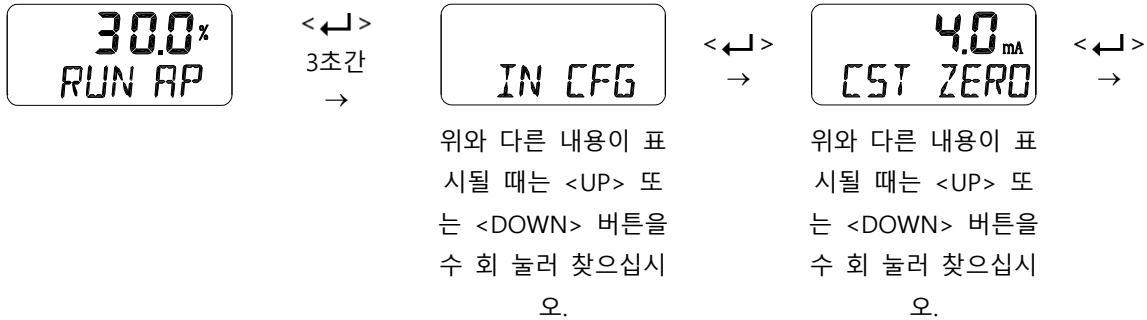 30.0%
RUN AP
<↵>
3초간
→
IN CFG
<↵>
→
4.0 mA
CST ZERO
<↵>
→
위와 다른 내용이 표
시될 때는 <UP> 또
는 <DOWN> 버튼을
수 회 눌러 찾으십시
오.
위와 다른 내용이 표
시될 때는 <UP> 또
는 <DOWN> 버튼을
수 회 눌러 찾으십시
오.